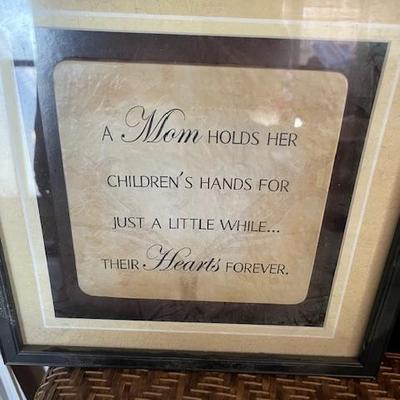 A Mom HOLDS HER
CHILDREN'S HANDS FOR
JUST A LITTLE WHILE...
THEIR Hearts FOREVER.